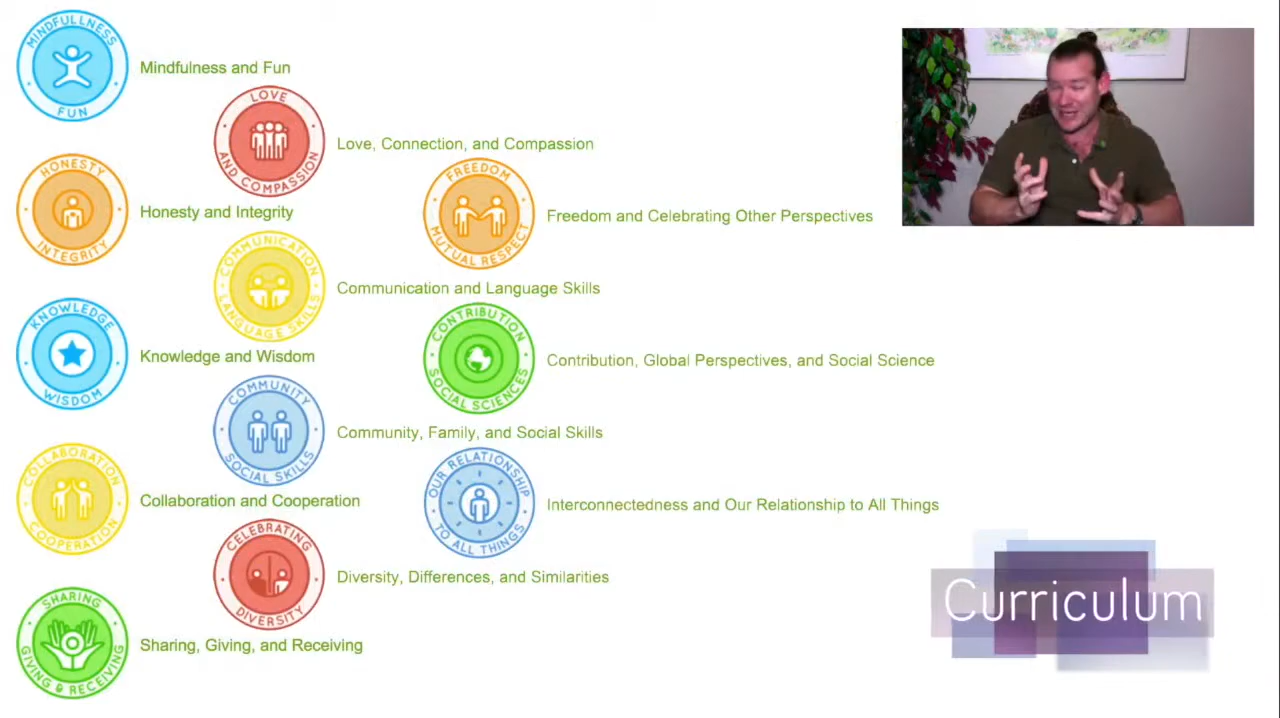 MINDFULLNESS
FUN
Mindfulness and Fun
LOVE
AND COMPASSION
Love, Connection, and Compassion
HONESTY
INTEGRITY
Honesty and Integrity
FREEDOM
MUTUAL RESPECT
Freedom and Celebrating Other Perspectives
COMMUNICATION
LANGUAGE SKILLS
Communication and Language Skills
KNOWLEDGE
WISDOM
Knowledge and Wisdom
CONTRIBUTION
SOCIAL SCIENCES
Contribution, Global Perspectives, and Social Science
COMMUNITY
SOCIAL SKILLS
Community, Family, and Social Skills
COLLABORATION
COOPERATION
Collaboration and Cooperation
OUR RELATIONSHIP
TO ALL THINGS
Interconnectedness and Our Relationship to All Things
CELEBRATING
DIVERSITY
Diversity, Differences, and Similarities
SHARING
GIVING & RECEIVING
Sharing, Giving, and Receiving
Curriculum